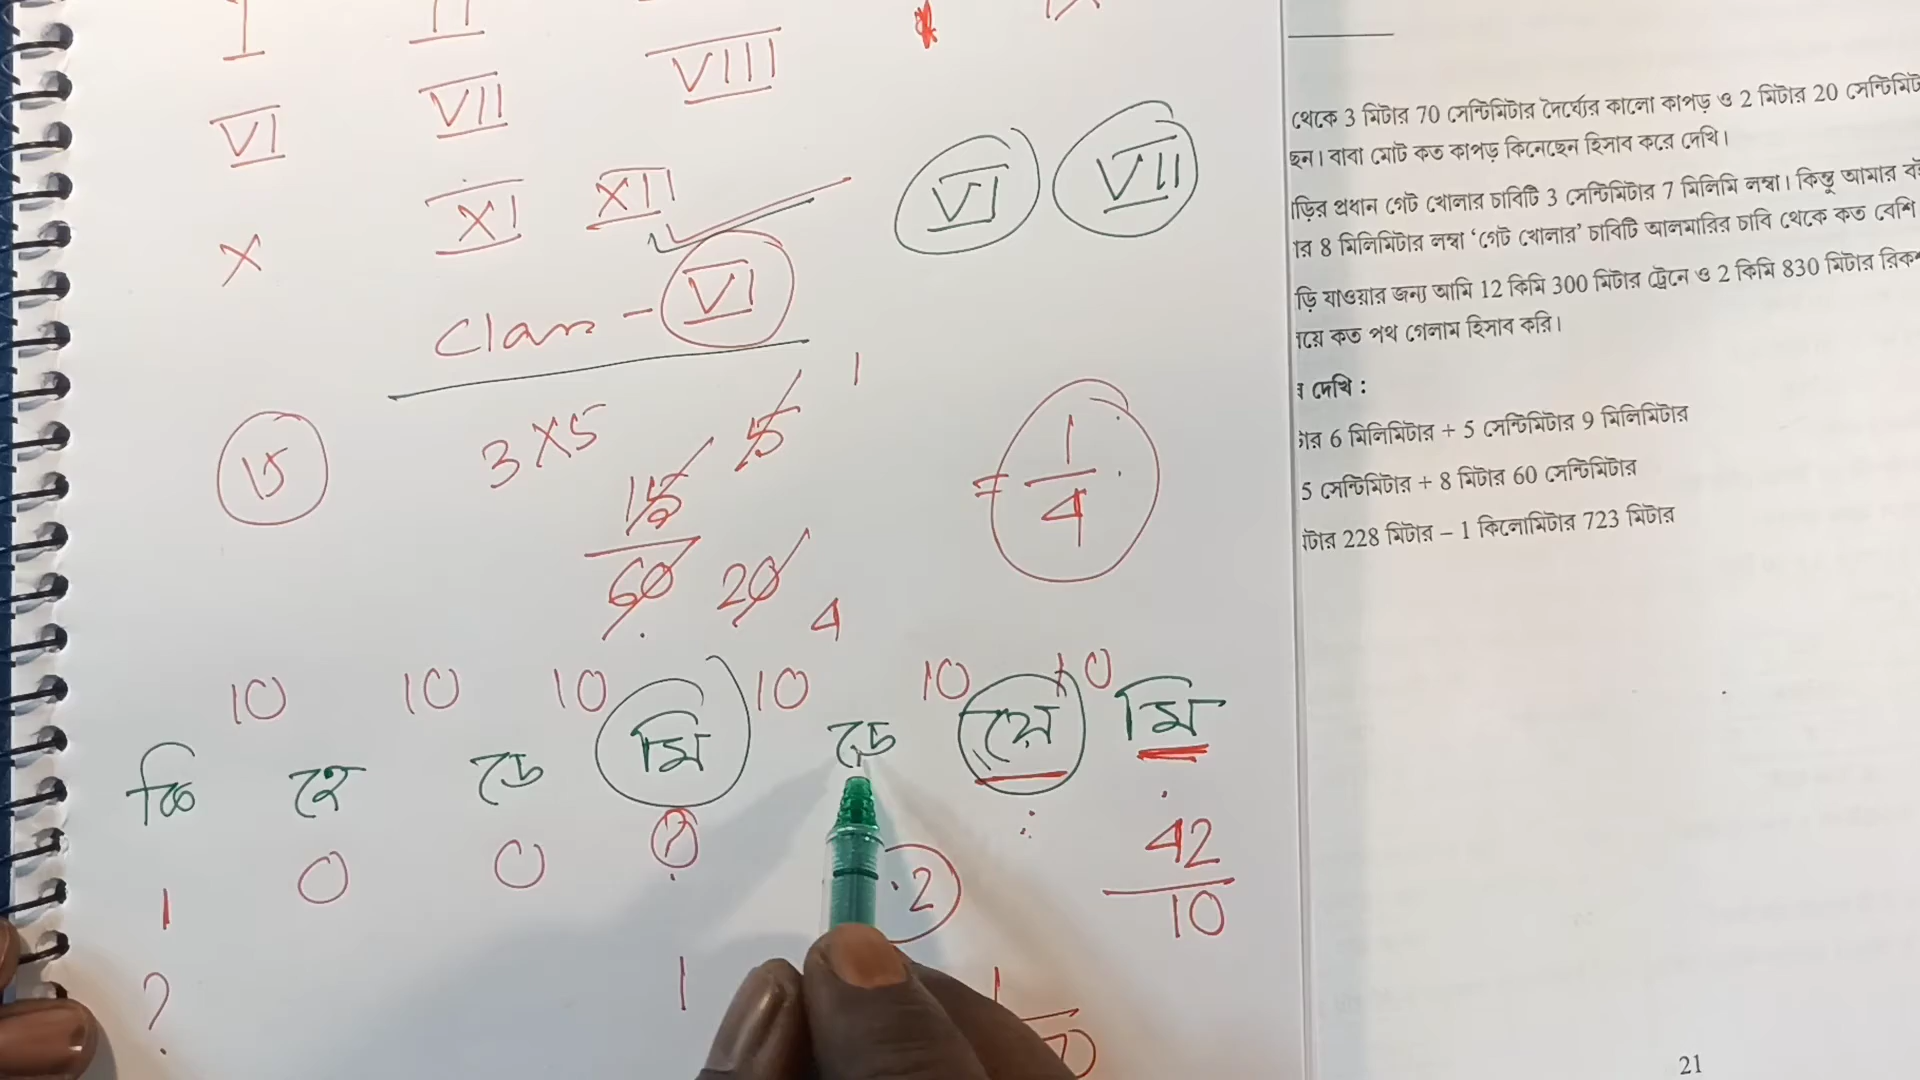 I II
VI VII VIII
X XI XII VI VII
Class - VI
15 3 X 5 15 5 1 = 1
60 20 4 4
10 10 10 10 10 10
কি হে ডে মি ডে সে মি
1 0 0 ? .2 42
10
? 1 1
থেকে 3 মিটার 70 সেন্টিমিটার দৈর্ঘ্যের কালো কাপড় ও 2 মিটার 20 সেন্টিমিট
ছেন। বাবা মোট কত কাপড় কিনেছেন হিসাব করে দেখি।
ড়ির প্রধান গেট খোলার চাবিটি 3 সেন্টিমিটার 7 মিলিমি লম্বা। কিন্তু আমার ব
ার 8 মিলিমিটার লম্বা ‘গেট খোলার’ চাবিটি আলমারির চাবি থেকে কত বেশি
ড়ি যাওয়ার জন্য আমি 12 কিমি 300 মিটার ট্রেনে ও 2 কিমি 830 মিটার রিক
য়ে কত পথ গেলাম হিসাব করি।
র দেখি :
টার 6 মিলিমিটার + 5 সেন্টিমিটার 9 মিলিমিটার
5 সেন্টিমিটার + 8 মিটার 60 সেন্টিমিটার
মিটার 228 মিটার – 1 কিলোমিটার 723 মিটার
21